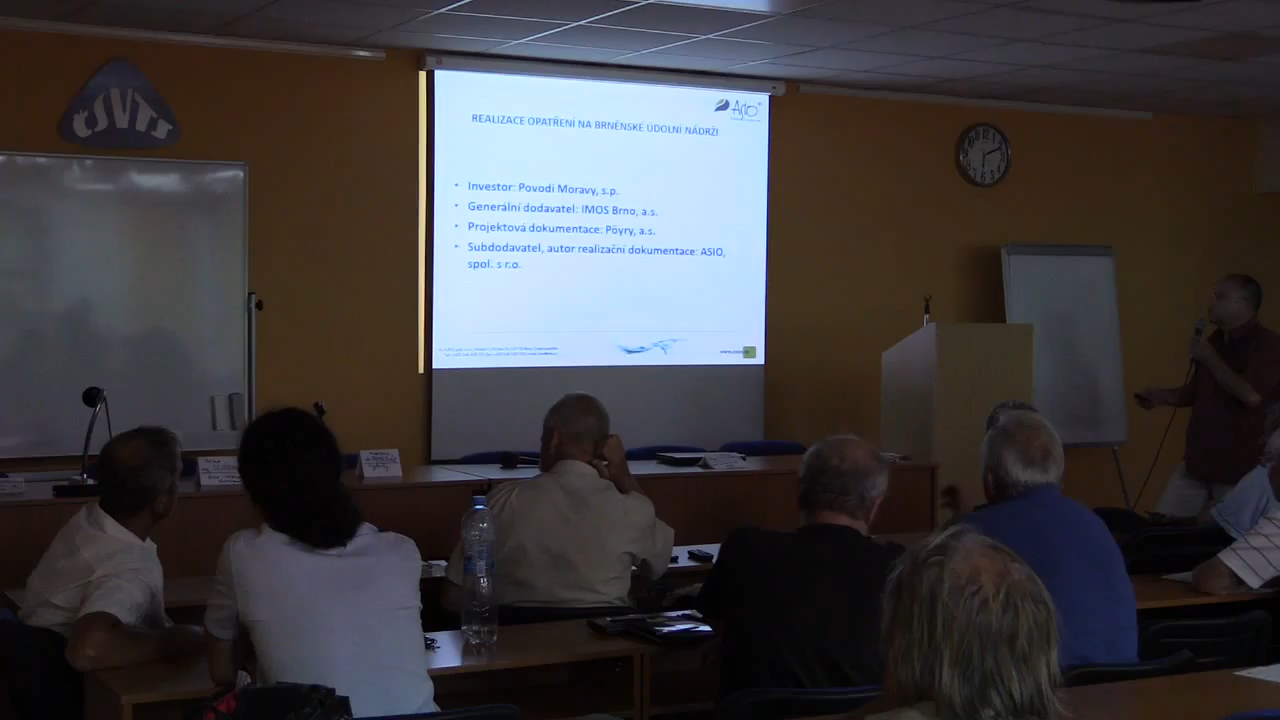 ČSVTS
ASIO
REALIZACE OPATŘENÍ NA BRNĚNSKÉ ÚDOLNÍ NÁDRŽI
• Investor: Povodí Moravy, s.p.
• Generální dodavatel: IMOS Brno, a.s.
• Projektová dokumentace: Pöyry, a.s.
• Subdodavatel, autor realizační dokumentace: ASIO,
spol. s r.o.